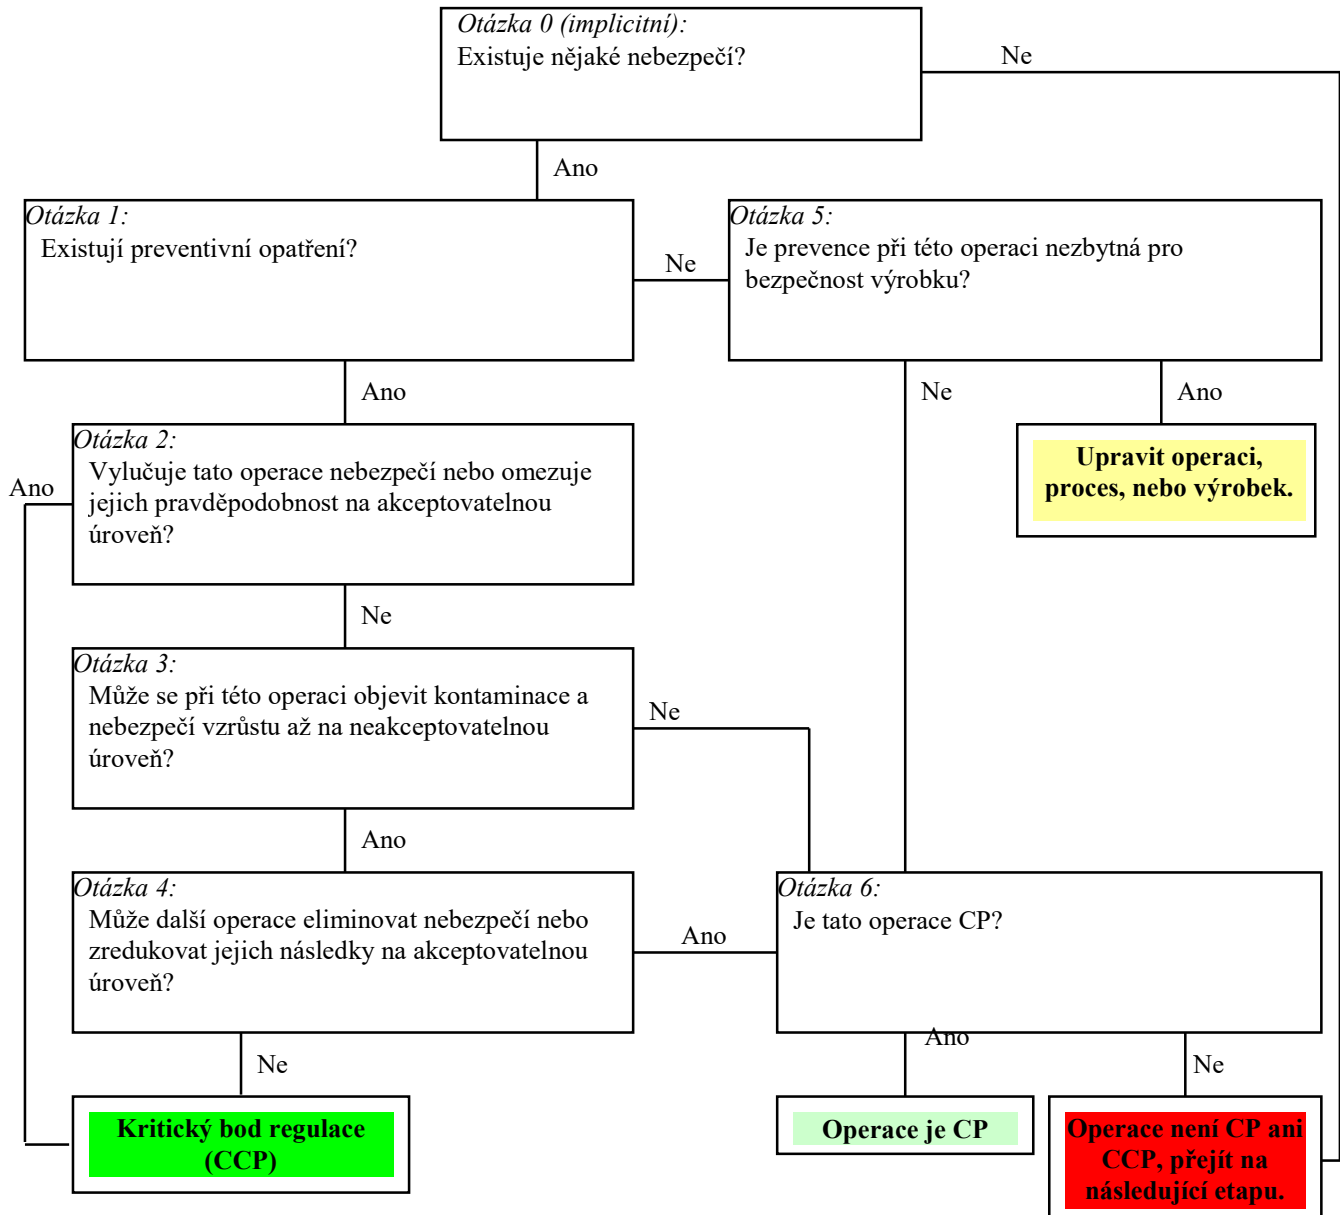 Otázka 0 (implicitní):
Existuje nějaké nebezpečí?
Ne
Ano
Otázka 1:
Existují preventivní opatření?
Ne
Otázka 5:
Je prevence při této operaci nezbytná pro
bezpečnost výrobku?
Ano
Ne
Ano
Otázka 2:
Vylučuje tato operace nebezpečí nebo omezuje
jejich pravděpodobnost na akceptovatelnou
úroveň?
Ano
Upravit operaci,
proces, nebo výrobek.
Ne
Otázka 3:
Může se při této operaci objevit kontaminace a
nebezpečí vzrůstu až na neakceptovatelnou
úroveň?
Ne
Ano
Otázka 4:
Může další operace eliminovat nebezpečí nebo
zredukovat jejich následky na akceptovatelnou
úroveň?
Ano
Otázka 6:
Je tato operace CP?
Ne
Ano
Ne
Kritický bod regulace
(CCP)
Operace je CP
Operace není CP ani
CCP, přejít na
následující etapu.